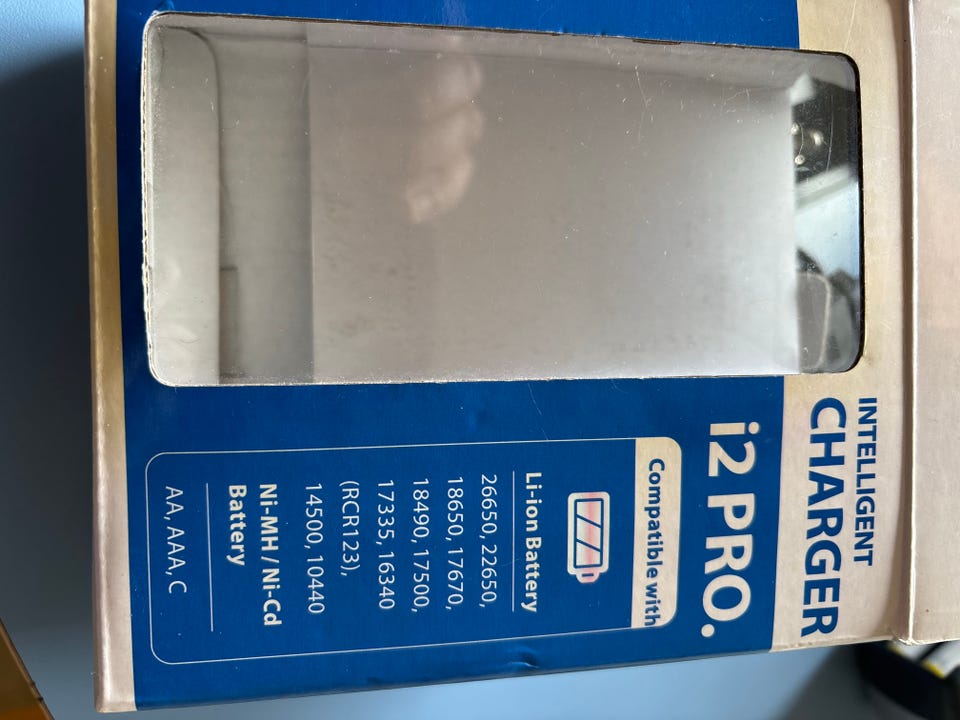 INTELLIGENT
CHARGER
i2 PRO.
Compatible with
Li-ion Battery
26650, 22650,
18650, 17670,
18490, 17500,
17335, 16340
(RCR123),
14500, 10440
Ni-MH / Ni-Cd
Battery
AA, AAA, C